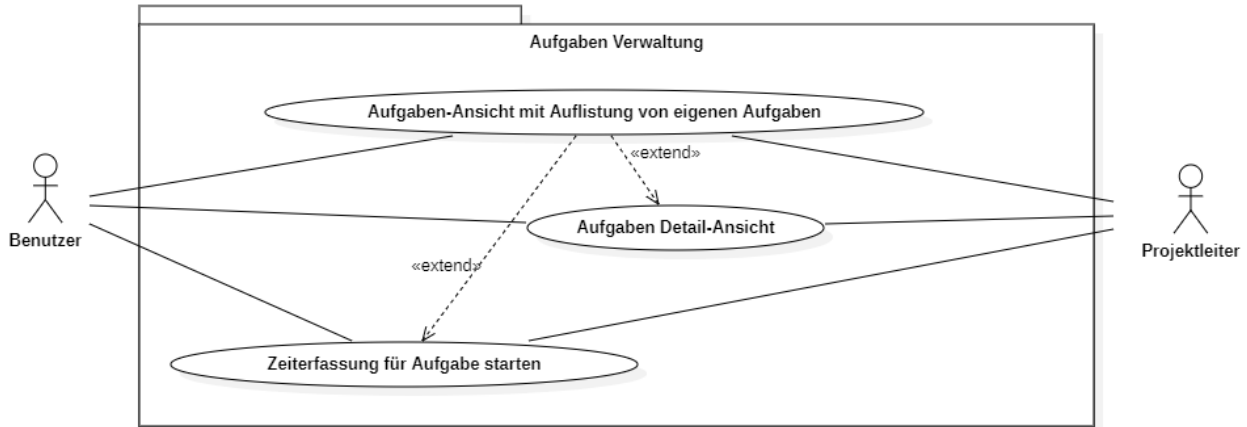 Aufgaben Verwaltung
Aufgaben-Ansicht mit Auflistung von eigenen Aufgaben
«extend»
Aufgaben Detail-Ansicht
Benutzer
Projektleiter
«extend»
Zeiterfassung für Aufgabe starten